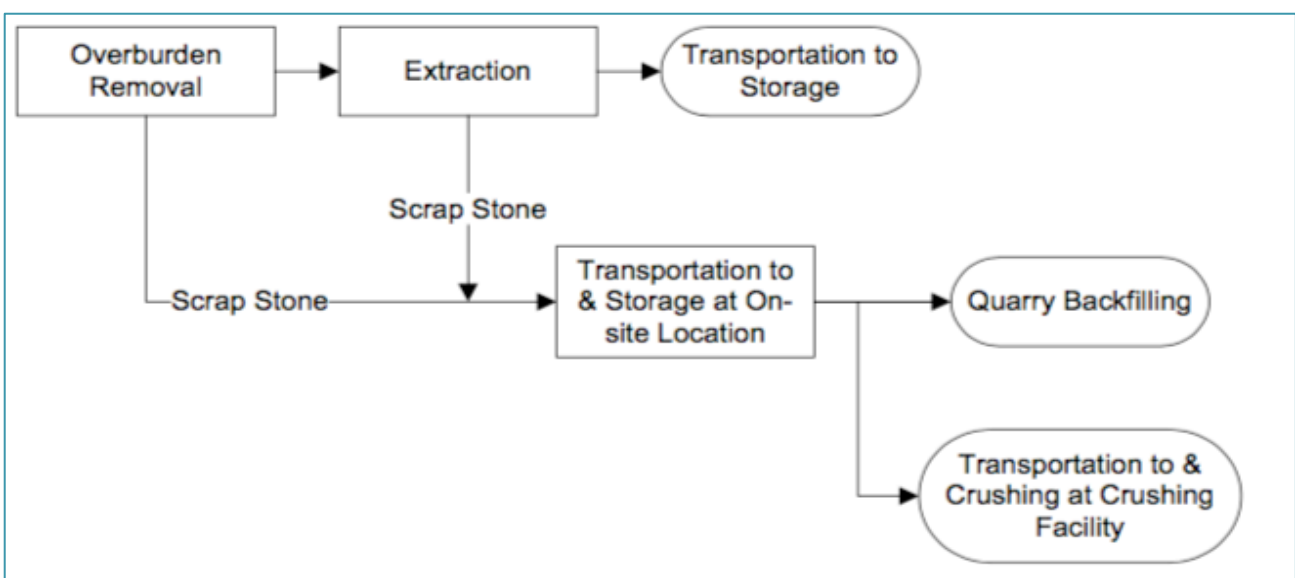 Overburden
Removal
Extraction
Transportation to
Storage
Scrap Stone
Scrap Stone
Transportation to
& Storage at On-
site Location
Quarry Backfilling
Transportation to &
Crushing at Crushing
Facility